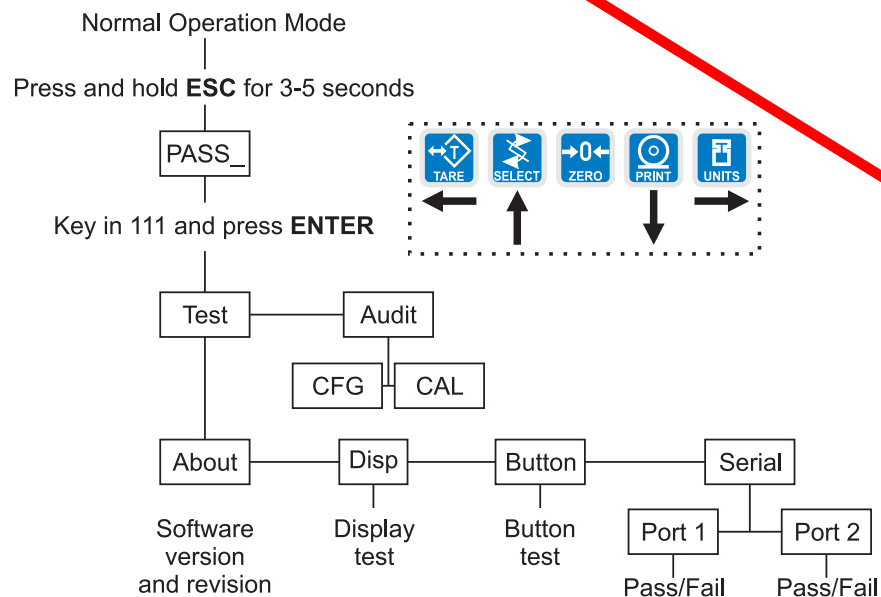 Normal Operation Mode
Press and hold ESC for 3-5 seconds
PASS_
TARE
SELECT
→0←
ZERO
PRINT
UNITS
Key in 111 and press ENTER
Test
Audit
CFG
CAL
About
Disp
Button
Serial
Software
version
and revision
Display
test
Button
test
Port 1
Port 2
Pass/Fail
Pass/Fail